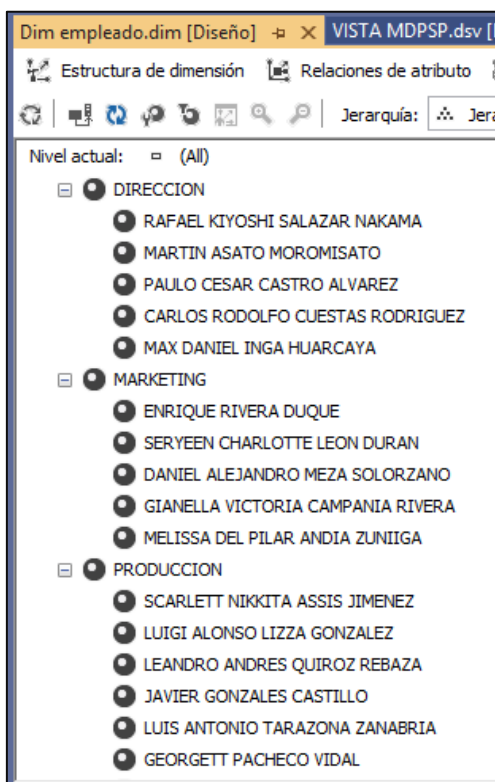 Dim empleado.dim [Diseño] VISTA MDPSP.dsv [
Estructura de dimensión Relaciones de atributo
Jerarquía: Jera
Nivel actual: (All)
DIRECCION
RAFAEL KIYOSHI SALAZAR NAKAMA
MARTIN ASATO MOROMISATO
PAULO CESAR CASTRO ALVAREZ
CARLOS RODOLFO CUESTAS RODRIGUEZ
MAX DANIEL INGA HUARCAYA
MARKETING
ENRIQUE RIVERA DUQUE
SERYEEN CHARLOTTE LEON DURAN
DANIEL ALEJANDRO MEZA SOLORZANO
GIANELLA VICTORIA CAMPANIA RIVERA
MELISSA DEL PILAR ANDIA ZUNIIGA
PRODUCCION
SCARLETT NIKKITA ASSIS JIMENEZ
LUIGI ALONSO LIZZA GONZALEZ
LEANDRO ANDRES QUIROZ REBAZA
JAVIER GONZALES CASTILLO
LUIS ANTONIO TARAZONA ZANABRIA
GEORGETT PACHECO VIDAL